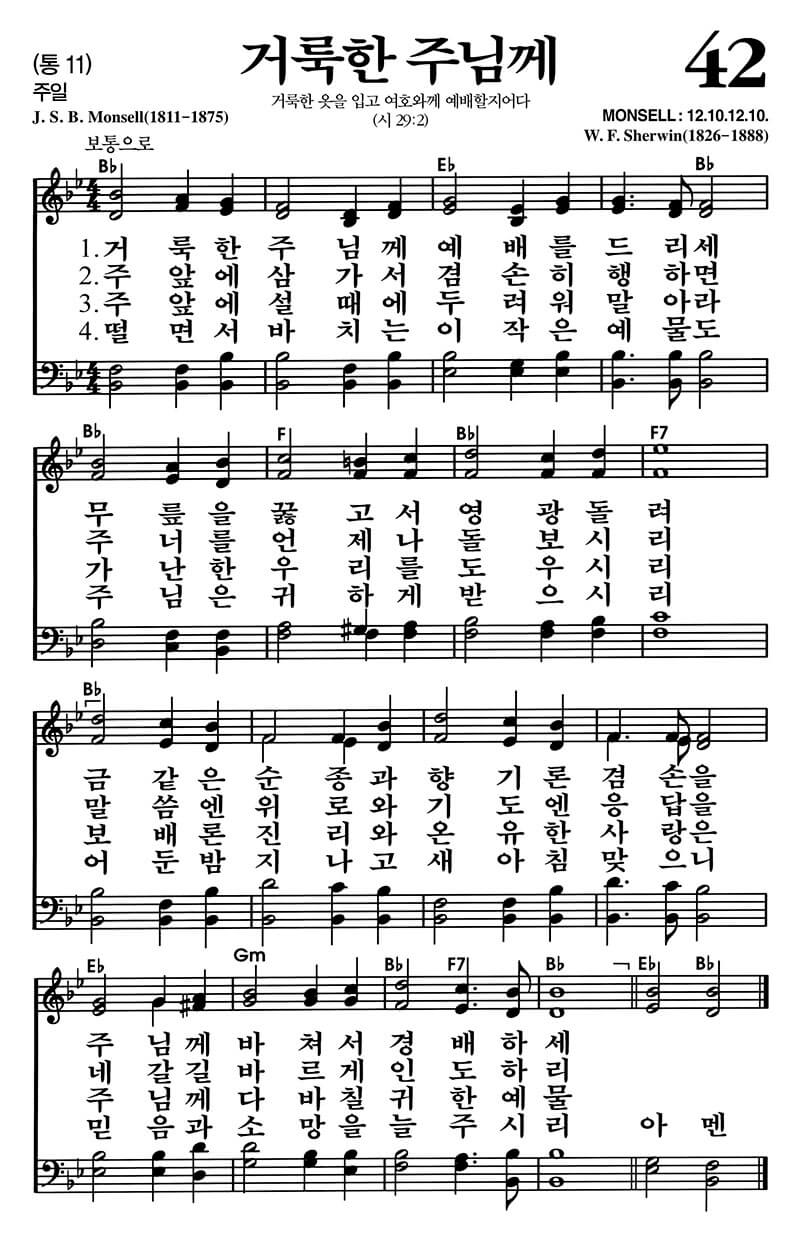 (통 11)
거룩한 주님께
42
주일
거룩한 옷을 입고 여호와께 예배할지어다
J. S. B. Monsell(1811-1875)
(시 29:2)
MONSELL : 12.10.12.10.
W. F. Sherwin(1826-1888)
보통으로
B♭ E♭ B♭
1. 거 룩 한 주 님 께 예 배 를 드 리 세
2. 주 앞 에 삼 가 서 겸 손 히 행 하 면
3. 주 앞 에 설 때 에 두 려 워 말 아 라
4. 떨 면 서 바 치 는 이 작 은 예 물 도
B♭ F B♭ F7
무 릎 을 꿇 고 서 영 광 돌 려
주 너 를 언 제 나 돌 보 시 리
가 난 한 우 리 를 도 우 시 리
주 님 은 귀 하 게 받 으 시 리
B♭
금 같 은 순 종 과 향 기 론 겸 손 을
말 씀 엔 위 로 와 기 도 엔 응 답 을
보 배 론 진 리 와 온 유 한 사 랑 은
어 둔 밤 지 나 고 새 아 침 맞 으 니
E♭ Gm B♭ F7 B♭ E♭ B♭
주 님 께 바 쳐 서 경 배 하 세
네 갈 길 바 르 게 인 도 하 리
주 님 께 다 바 칠 귀 한 예 물
믿 음 과 소 망 을 늘 주 시 리 아 멘